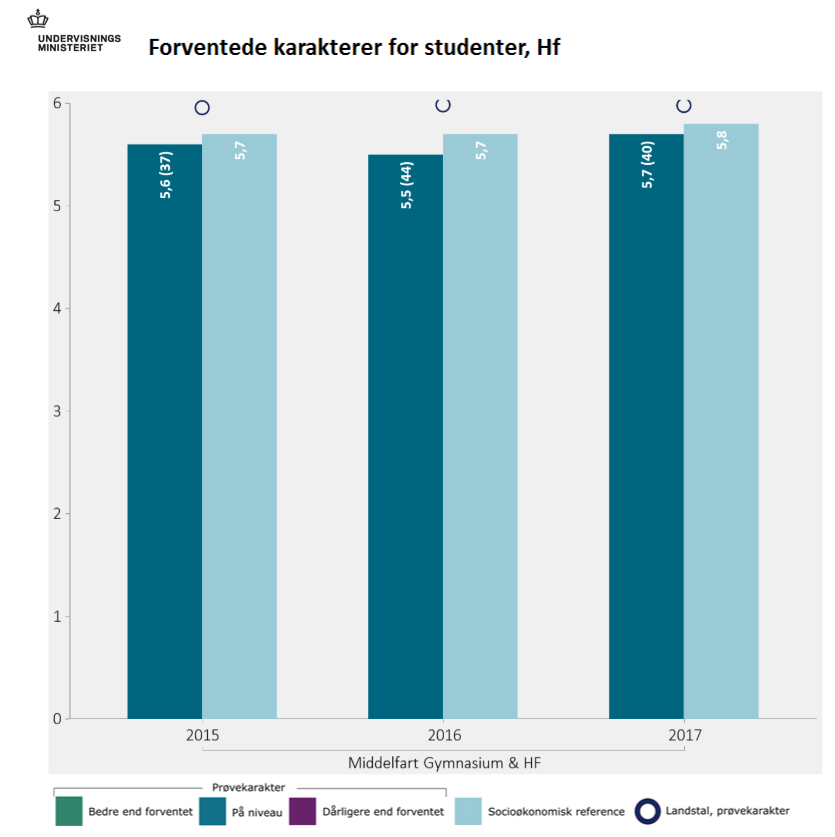 UNDERVISNINGS
MINISTERIET
Forventede karakterer for studenter, Hf
6
5
4
3
2
1
0
5,6 (37)
5,7
5,5 (44)
5,7
5,7 (40)
5,8
2015 2016 2017
Middelfart Gymnasium & HF
Prøvekarakter
Bedre end forventet På niveau Dårligere end forventet Socioøkonomisk reference Landstal, prøvekarakter